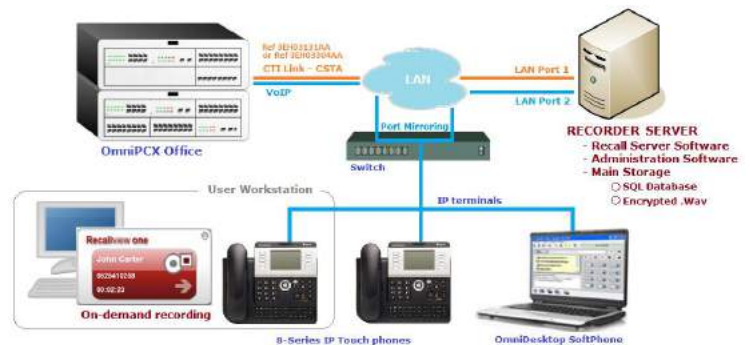 Ref 3EH03131AA
or Ref 3EH03304AA
CTI Link - CSTA
VoIP
LAN
LAN Port 1
LAN Port 2
OmniPCX Office
Port Mirroring
Switch
RECORDER SERVER
- Recall Server Software
- Administration Software
- Main Storage
SQL Database
Encrypted .Wav
User Workstation
IP terminals
Recallview one
John Carter
00:02:23
On-demand recording
8-Series IP Touch phones
OmniDesktop SoftPhone